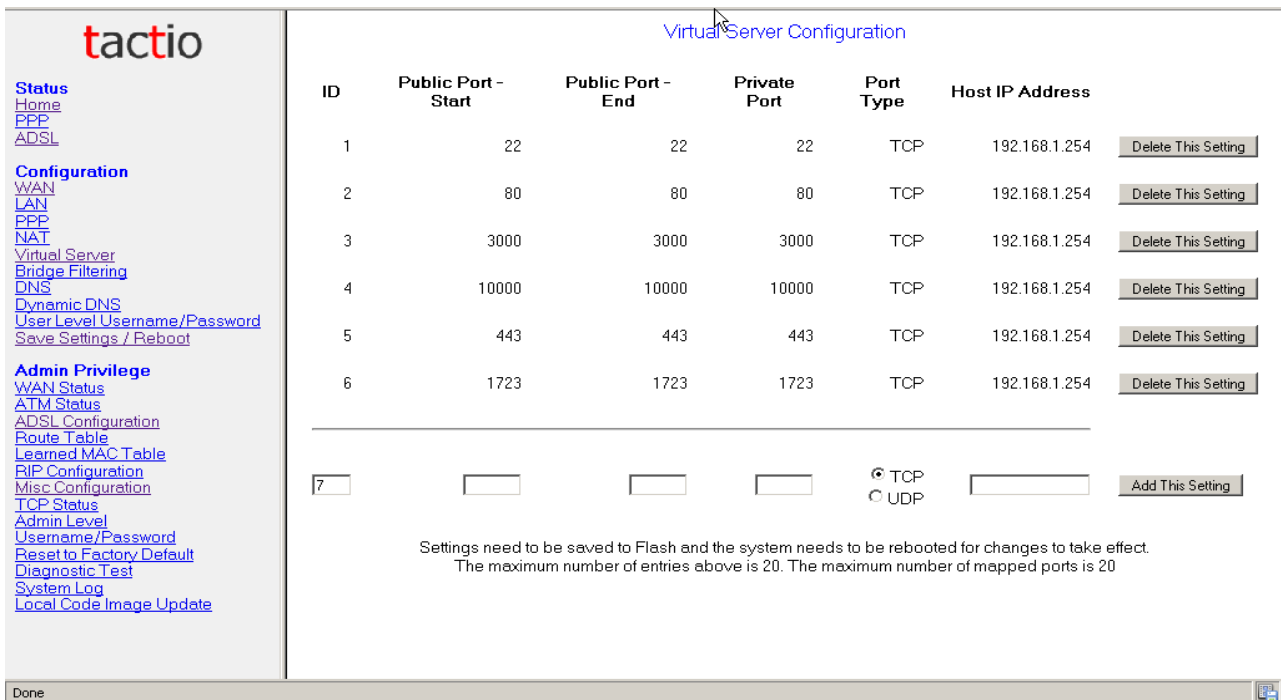 tactio
Status
Home
PPP
ADSL
Configuration
WAN
LAN
PPP
NAT
Virtual Server
Bridge Filtering
DNS
Dynamic DNS
User Level Username/Password
Save Settings / Reboot
Admin Privilege
WAN Status
ATM Status
ADSL Configuration
Route Table
Learned MAC Table
RIP Configuration
Misc Configuration
TCP Status
Admin Level
Username/Password
Reset to Factory Default
Diagnostic Test
System Log
Local Code Image Update
Virtual Server Configuration
ID Public Port - Start Public Port - End Private Port Port Type Host IP Address
1 22 22 22 TCP 192.168.1.254 Delete This Setting
2 80 80 80 TCP 192.168.1.254 Delete This Setting
3 3000 3000 3000 TCP 192.168.1.254 Delete This Setting
4 10000 10000 10000 TCP 192.168.1.254 Delete This Setting
5 443 443 443 TCP 192.168.1.254 Delete This Setting
6 1723 1723 1723 TCP 192.168.1.254 Delete This Setting
7 TCP Add This Setting
UDP
Settings need to be saved to Flash and the system needs to be rebooted for changes to take effect.
The maximum number of entries above is 20. The maximum number of mapped ports is 20
Done